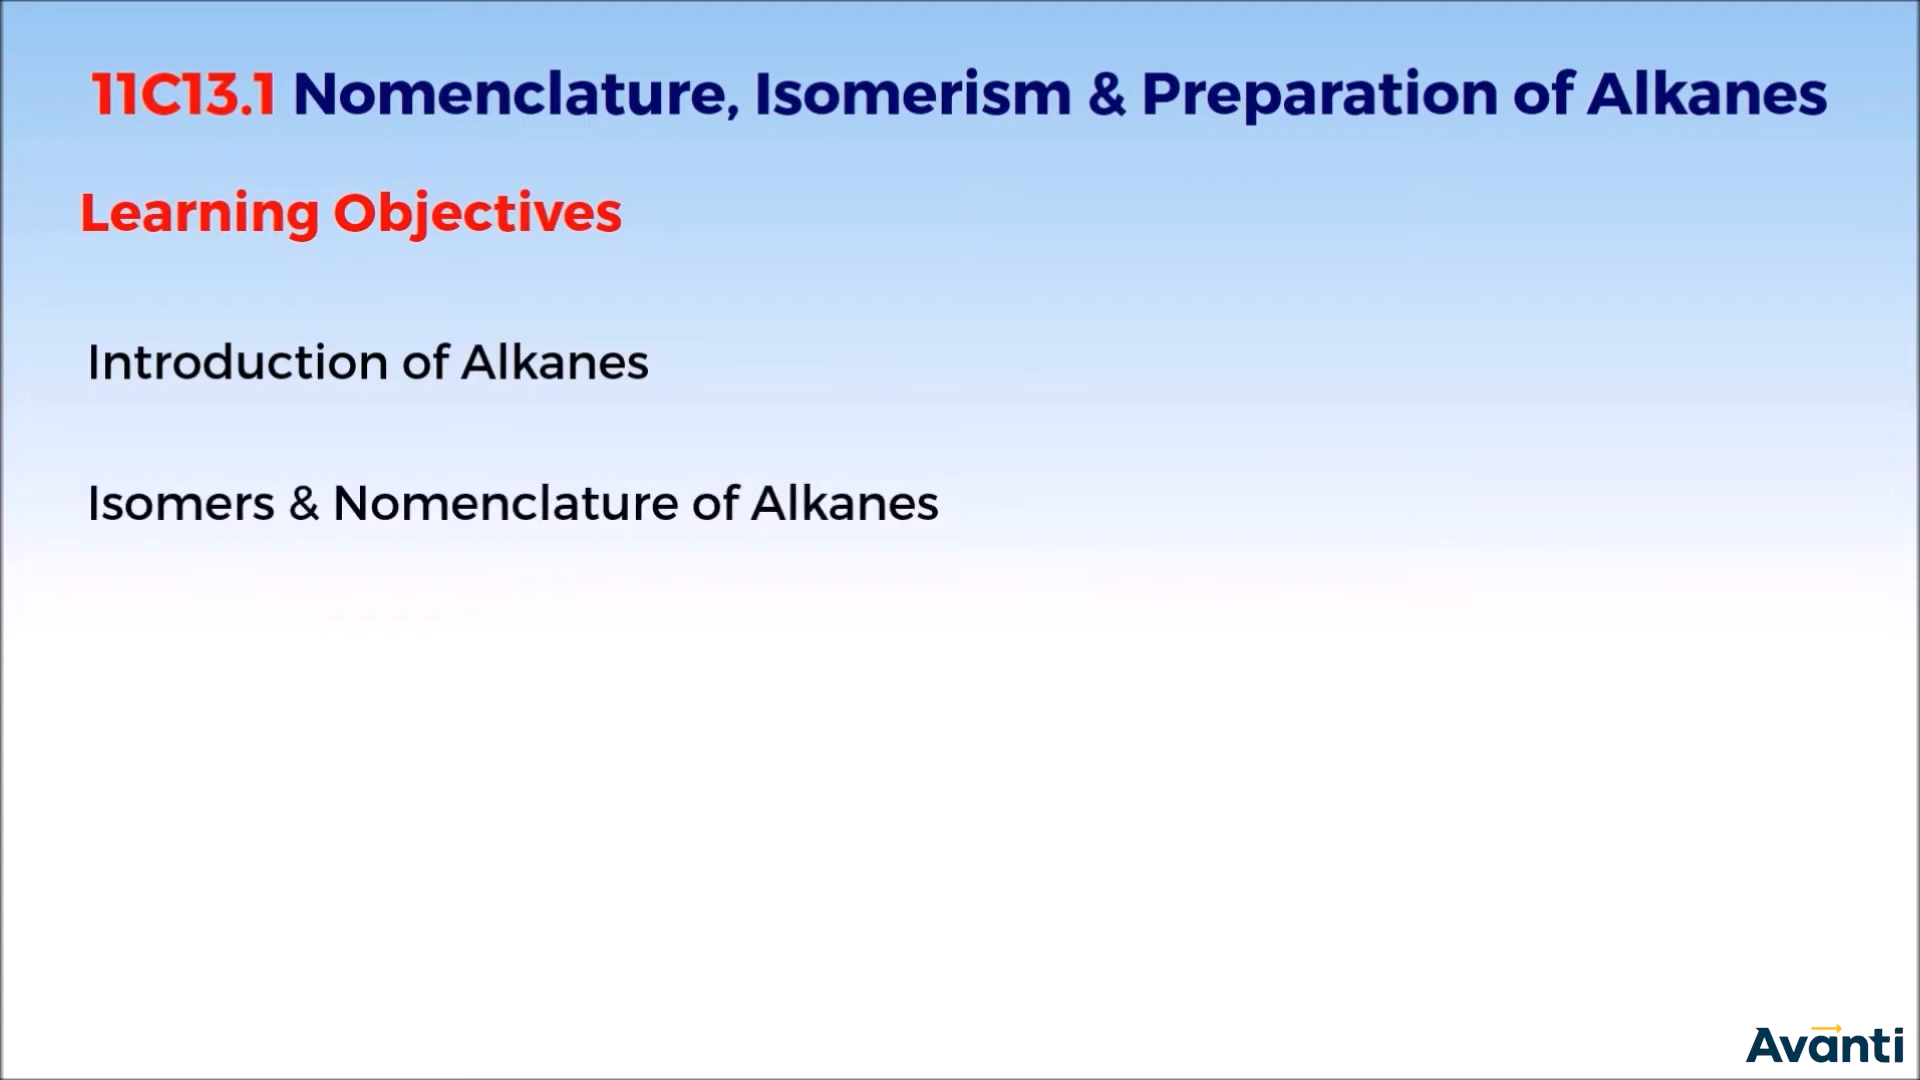 11C13.1 Nomenclature, Isomerism & Preparation of Alkanes
Learning Objectives
Introduction of Alkanes
Isomers & Nomenclature of Alkanes
Avanti